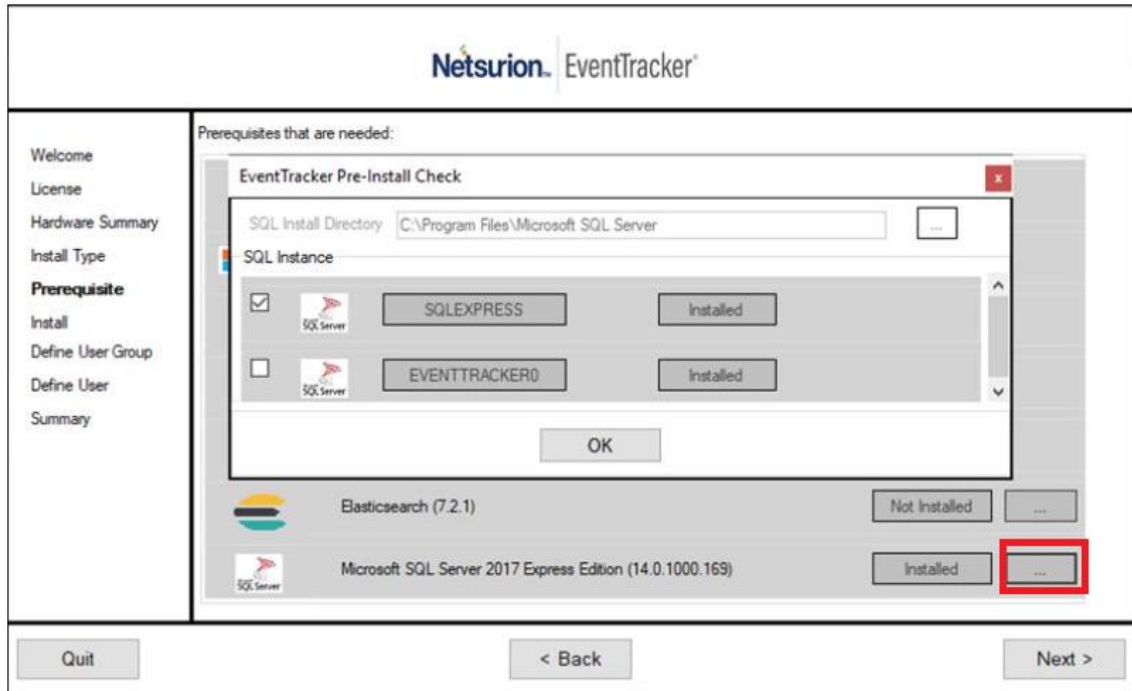 Netsurion. EventTracker®
Welcome
License
Hardware Summary
Install Type
Prerequisite
Install
Define User Group
Define User
Summary
Prerequisites that are needed:
EventTracker Pre-Install Check
x
SQL Install Directory C:\Program Files\Microsoft SQL Server ...
SQL Instance
SQL Server SQLEXPRESS Installed
SQL Server EVENTTRACKER0 Installed
OK
Elasticsearch (7.2.1) Not Installed ...
SQL Server Microsoft SQL Server 2017 Express Edition (14.0.1000.169) Installed ...
Quit < Back Next >